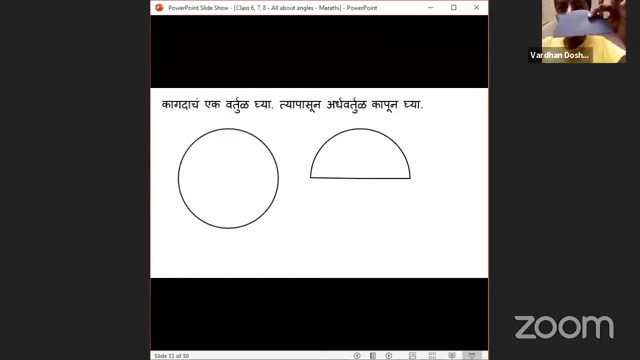 PowerPoint Slide Show - [Class 6, 7, 8 - All about angles - Marathi] - PowerPoint
Vardhan Dosh...
कागदाचं एक वर्तुळ घ्या. त्यापासून अर्धवर्तुळ कापून घ्या.
zoom
Slide 33 of 50